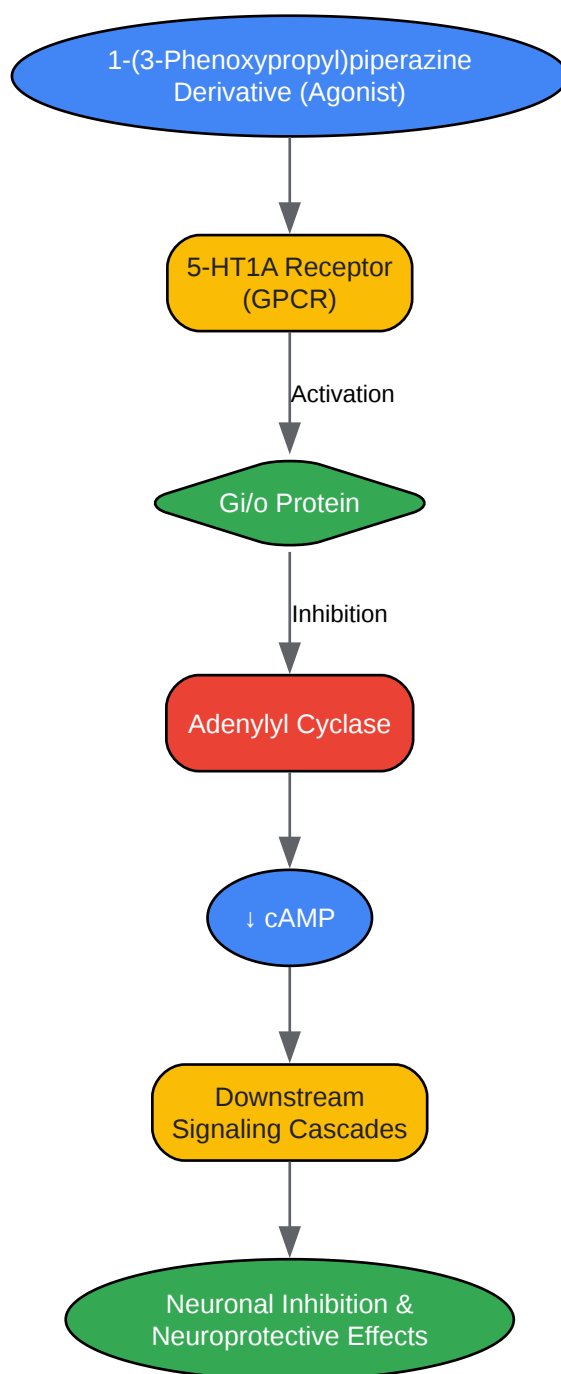 1-(3-Phenoxypropyl)piperazine
Derivative (Agonist)
5-HT1A Receptor
(GPCR)
Activation
Gi/o Protein
Inhibition
Adenylyl Cyclase
↓ cAMP
Downstream
Signaling Cascades
Neuronal Inhibition &
Neuroprotective Effects